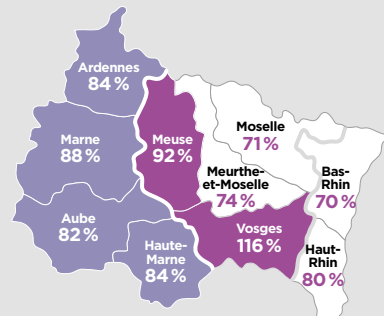 Ardennes
84 %
Marne
88 %
Meuse
92 %
Moselle
71 %
Meurthe-
et-Moselle
74 %
Bas-
Rhin
70 %
Aube
82 %
Haute-
Marne
84 %
Vosges
116 %
Haut-
Rhin
80 %